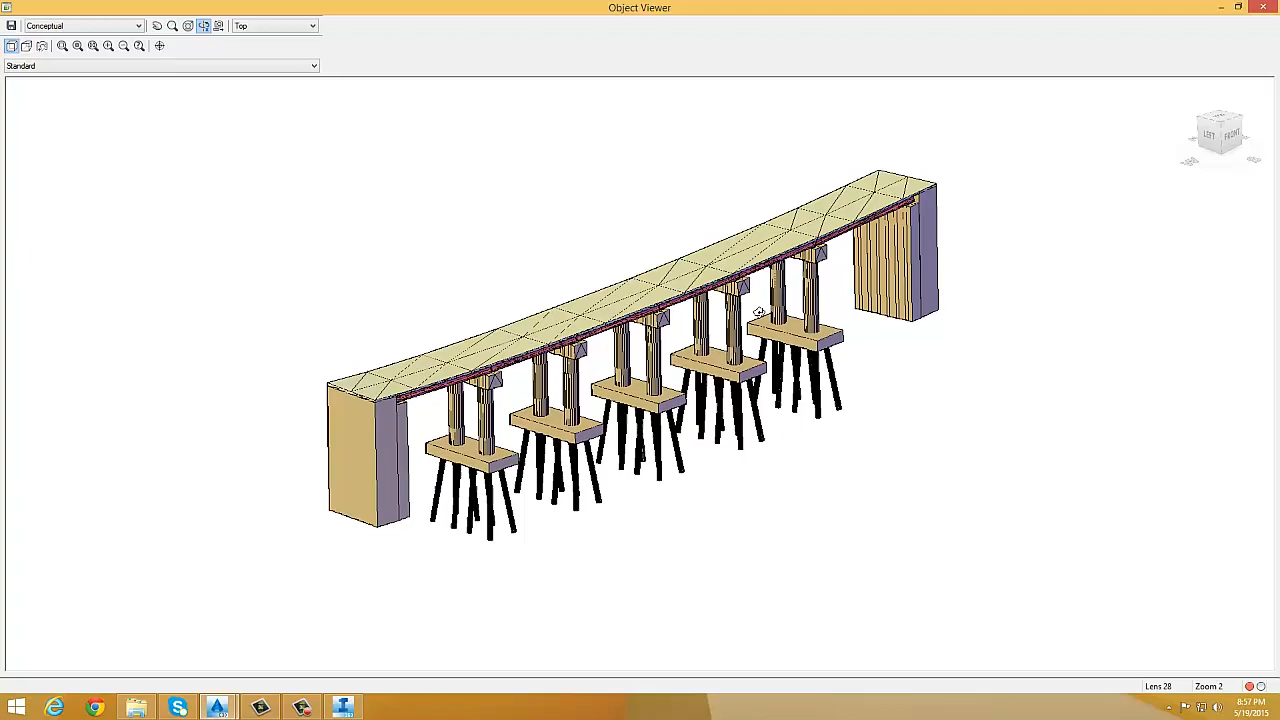 Object Viewer
Conceptual
Top
Standard
LEFT
FRONT
Lens 28
Zoom 2
8:57 PM
5/19/2015